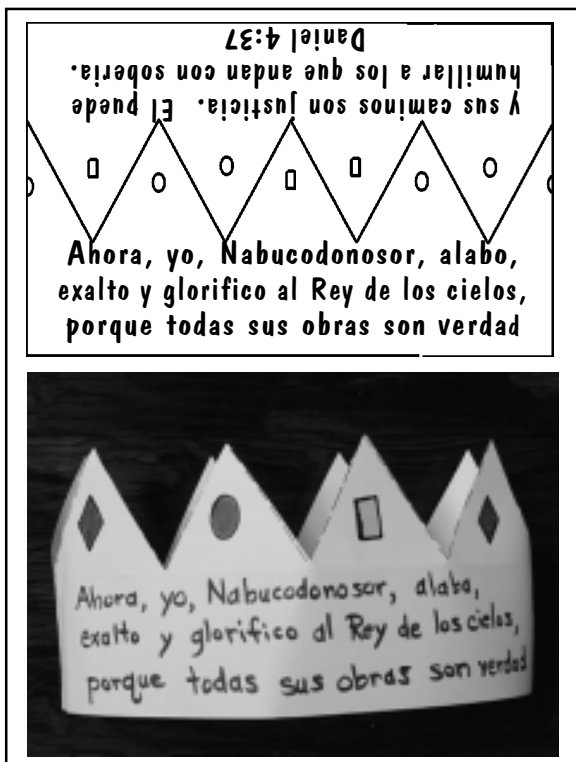 Ahora, yo, Nabucodonosor, alabo,
exalto y glorifico al Rey de los cielos,
porque todas sus obras son verdad
y sus caminos son justicia. El puede
humillar a los que andan con soberia.
Daniel 4:37
Ahora, yo, Nabucodonosor, alabo,
exalto y glorifico al Rey de los cielos,
porque todas sus obras son verdad